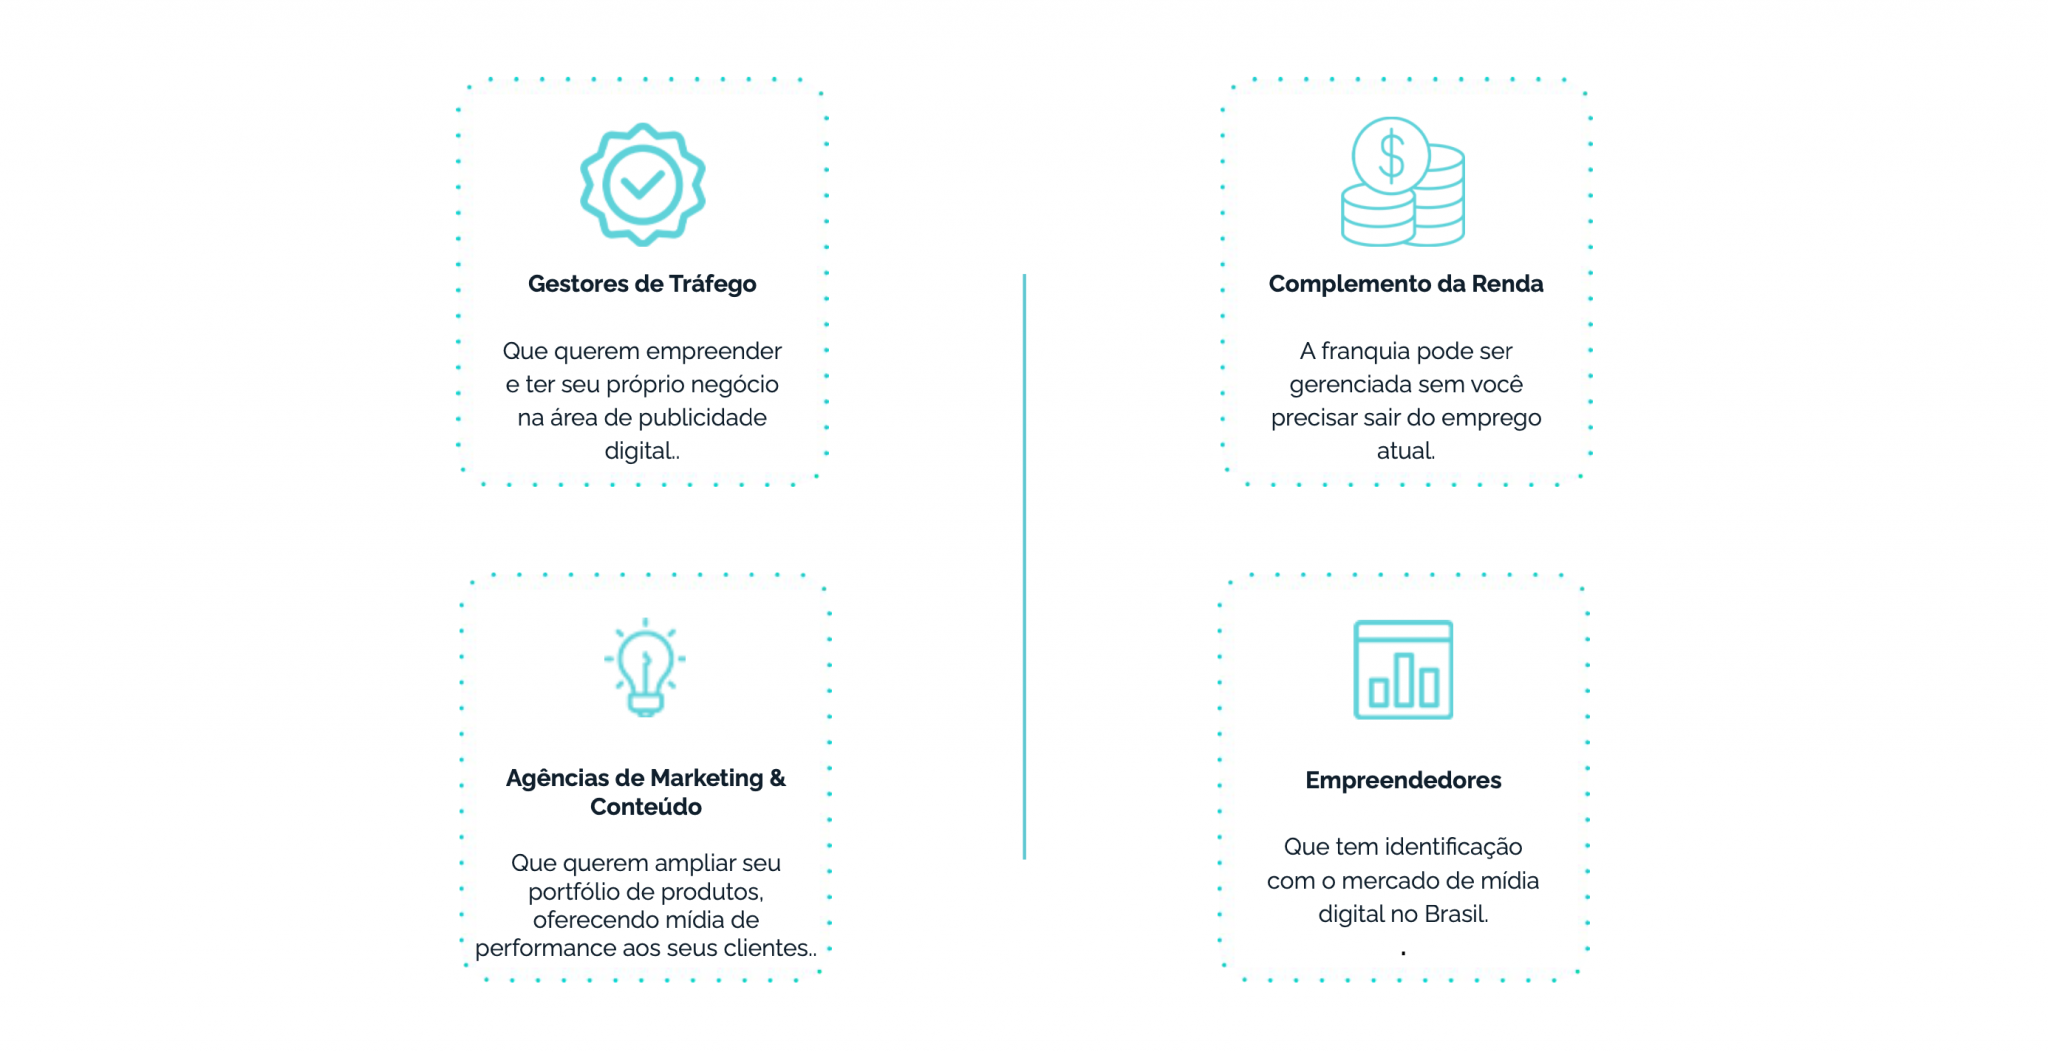 Gestores de Tráfego
Que querem empreender
e ter seu próprio negócio
na área de publicidade
digital..
Complemento da Renda
A franquia pode ser
gerenciada sem você
precisar sair do emprego
atual.
Agências de Marketing &
Conteúdo
Que querem ampliar seu
portfólio de produtos,
oferecendo mídia de
performance aos seus clientes..
Empreendedores
Que tem identificação
com o mercado de mídia
digital no Brasil.
.